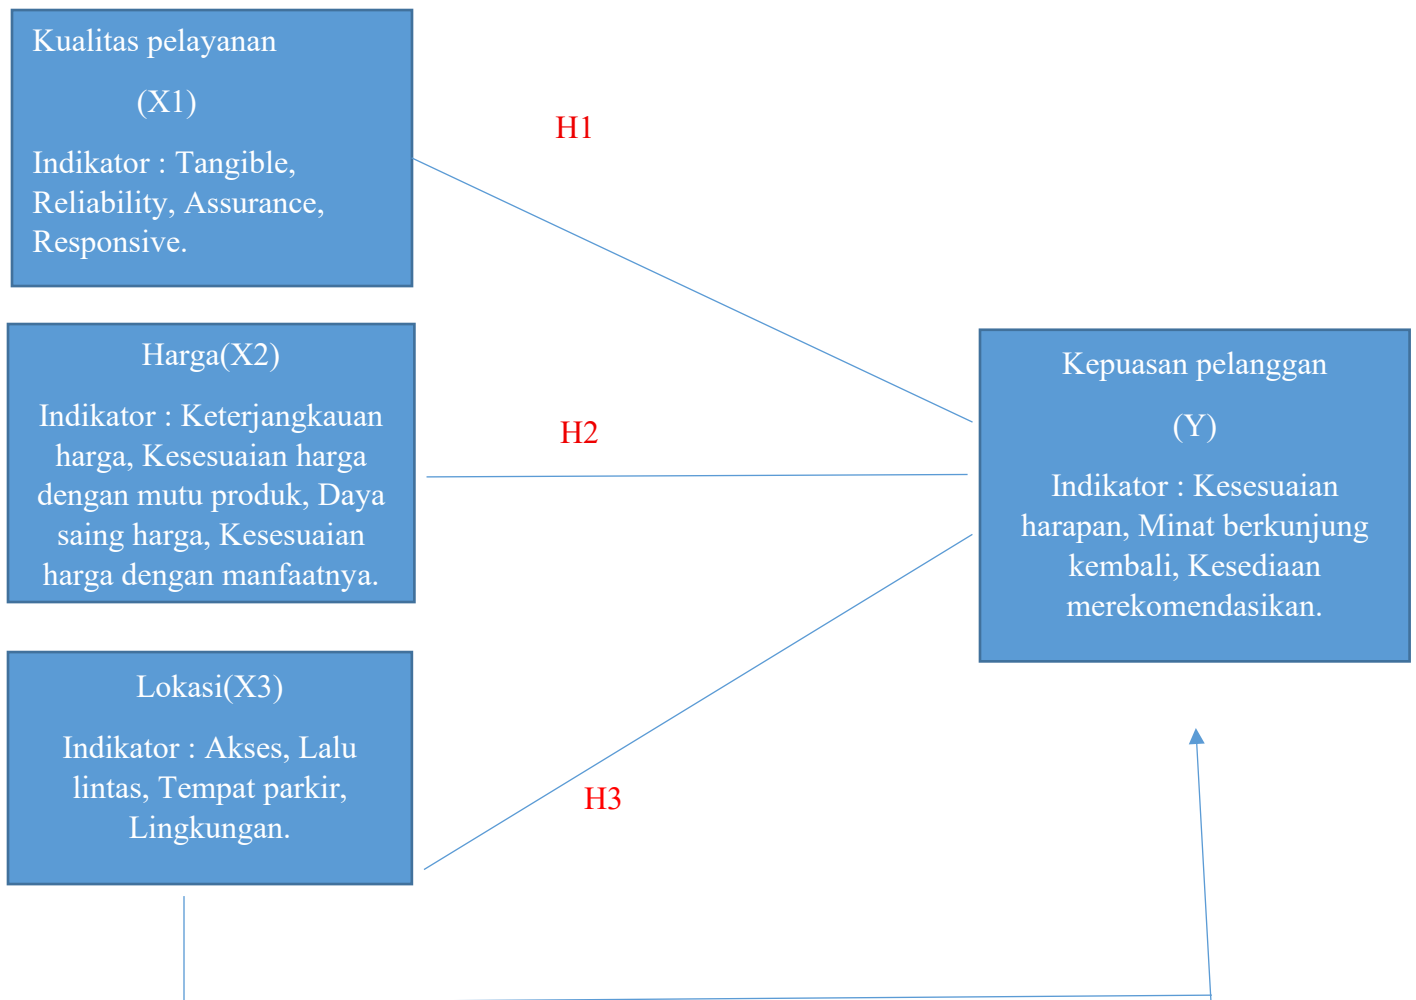 Kualitas pelayanan
(X1)
Indikator : Tangible,
Reliability, Assurance,
Responsive.
H1
Harga(X2)
Indikator : Keterjangkauan
harga, Kesesuaian harga
dengan mutu produk, Daya
saing harga, Kesesuaian
harga dengan manfaatnya.
H2
Kepuasan pelanggan
(Y)
Indikator : Kesesuaian
harapan, Minat berkunjung
kembali, Kesediaan
merekomendasikan.
Lokasi(X3)
Indikator : Akses, Lalu
lintas, Tempat parkir,
Lingkungan.
H3